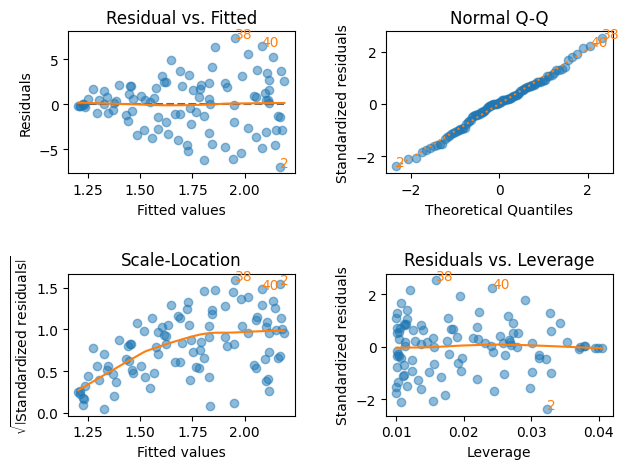 Residual vs. Fitted
38
40
2
5
0
−5
Residuals
1.25 1.50 1.75 2.00
Fitted values
Normal Q-Q
38
40
2
2
0
−2
Standardized residuals
−2 0 2
Theoretical Quantiles
Scale-Location
38
40
2
1.5
1.0
0.5
0.0
√|Standardized residuals|
1.25 1.50 1.75 2.00
Fitted values
Residuals vs. Leverage
38
40
2
2
0
−2
Standardized residuals
0.01 0.02 0.03 0.04
Leverage